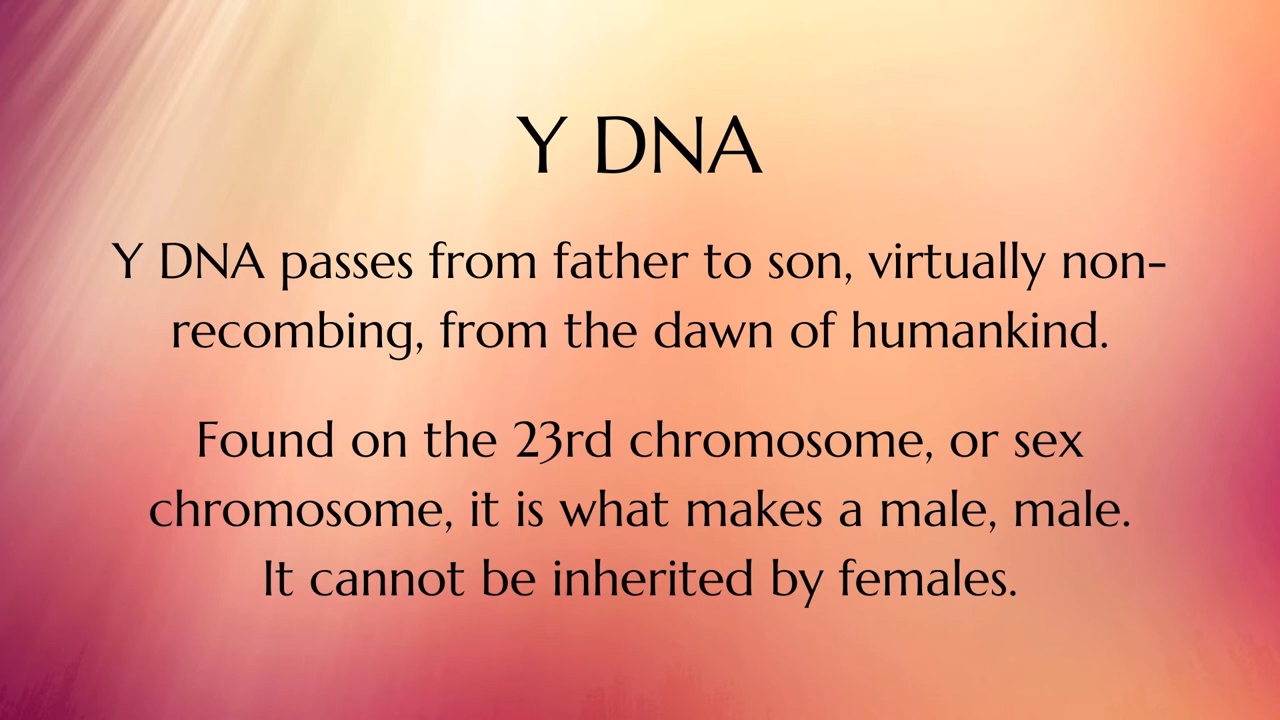 Y DNA
Y DNA passes from father to son, virtually non-
recombing, from the dawn of humankind.
Found on the 23rd chromosome, or sex
chromosome, it is what makes a male, male.
It cannot be inherited by females.